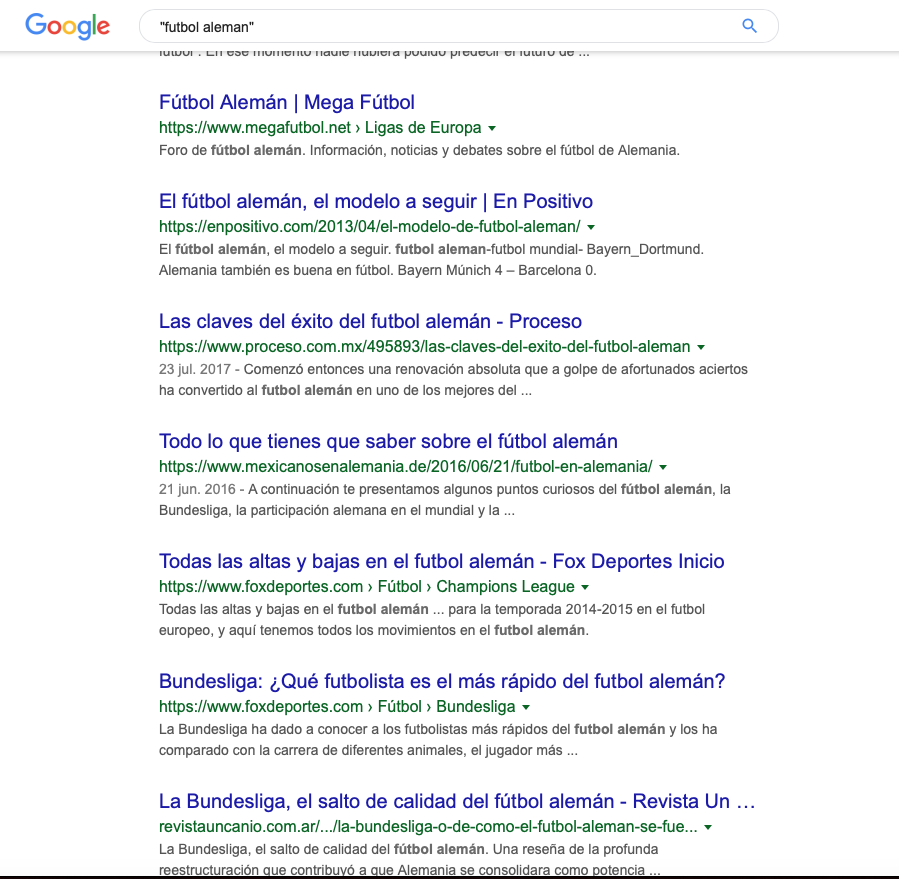 Google
"futbol aleman"
futbol . En ese momento nadie hubiera podido predecir el futuro de ...
Fútbol Alemán | Mega Fútbol
https://www.megafutbol.net › Ligas de Europa
Foro de fútbol alemán. Información, noticias y debates sobre el fútbol de Alemania.
El fútbol alemán, el modelo a seguir | En Positivo
https://enpositivo.com/2013/04/el-modelo-de-futbol-aleman/
El fútbol alemán, el modelo a seguir. futbol aleman-futbol mundial- Bayern_Dortmund.
Alemania también es buena en fútbol. Bayern Múnich 4 – Barcelona 0.
Las claves del éxito del futbol alemán - Proceso
https://www.proceso.com.mx/495893/las-claves-del-exito-del-futbol-aleman
23 jul. 2017 - Comenzó entonces una renovación absoluta que a golpe de afortunados aciertos
ha convertido al futbol alemán en uno de los mejores del ...
Todo lo que tienes que saber sobre el fútbol alemán
https://www.mexicanosenalemania.de/2016/06/21/futbol-en-alemania/
21 jun. 2016 - A continuación te presentamos algunos puntos curiosos del fútbol alemán, la
Bundesliga, la participación alemana en el mundial y la ...
Todas las altas y bajas en el futbol alemán - Fox Deportes Inicio
https://www.foxdeportes.com › Fútbol › Champions League
Todas las altas y bajas en el futbol alemán ... para la temporada 2014-2015 en el futbol
europeo, y aquí tenemos todos los movimientos en el futbol alemán.
Bundesliga: ¿Qué futbolista es el más rápido del futbol alemán?
https://www.foxdeportes.com › Fútbol › Bundesliga
La Bundesliga ha dado a conocer a los futbolistas más rápidos del futbol alemán y los ha
comparado con la carrera de diferentes animales, el jugador más ...
La Bundesliga, el salto de calidad del fútbol alemán - Revista Un ...
revistauncanio.com.ar/.../la-bundesliga-o-de-como-el-futbol-aleman-se-fue...
La Bundesliga, el salto de calidad del fútbol alemán. Una reseña de la profunda
reestructuración que contribuyó a que Alemania se consolidara como potencia ...